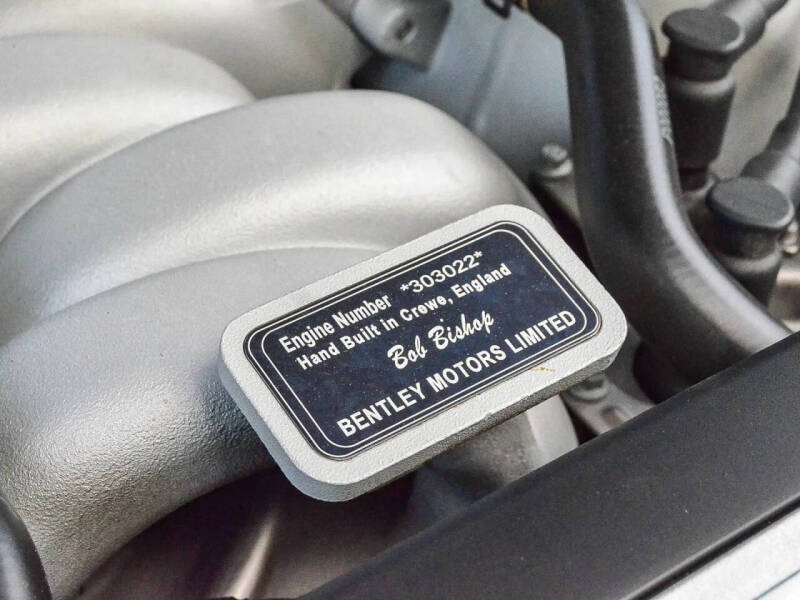 Engine Number *303022*
Hand Built in Crewe, England
Bob Bishop
BENTLEY MOTORS LIMITED